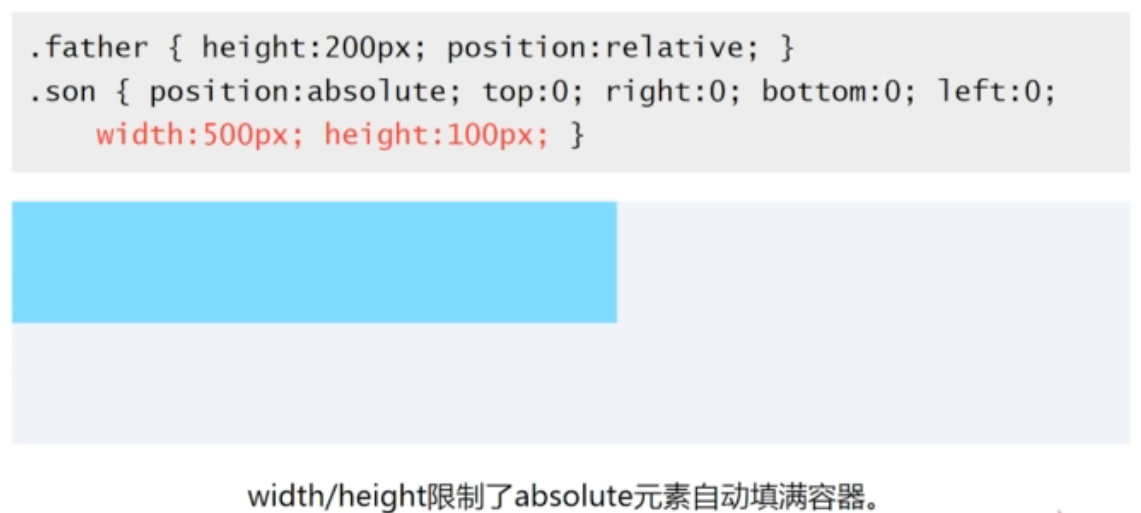 .father { height:200px; position:relative; }
.son { position:absolute; top:0; right:0; bottom:0; left:0;
width:500px; height:100px; }
width/height限制了absolute元素自动填满容器。